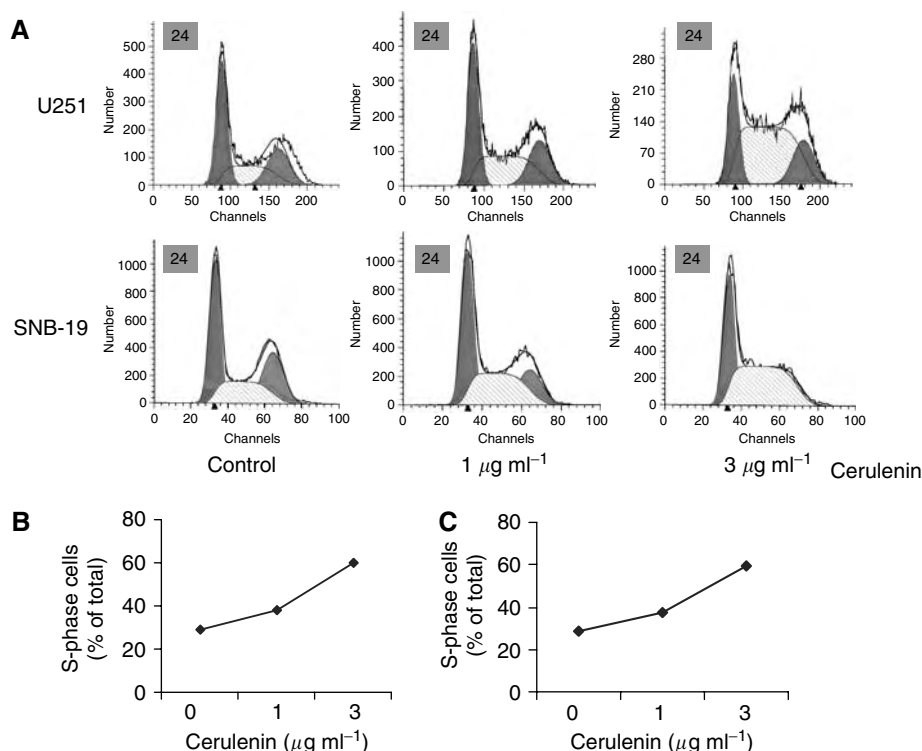 A
U251
24
500
400
300
200
100
0
Number
0 50 100 150 200
Channels
24
400
300
200
100
0
Number
0 50 100 150 200
Channels
24
280
210
140
70
0
Number
0 50 100 150 200
Channels
SNB-19
24
1000
800
600
400
200
0
Number
0 20 40 60 80 100
Channels
24
1000
800
600
400
200
0
Number
0 20 40 60 80 100
Channels
24
1000
800
600
400
200
0
Number
0 20 40 60 80 100
Channels
Control
1 μg ml⁻¹
3 μg ml⁻¹
Cerulenin
B
S-phase cells
(% of total)
80
60
40
20
0
0 1 3
Cerulenin (μg ml⁻¹)
C
S-phase cells
(% of total)
80
60
40
20
0
0 1 3
Cerulenin (μg ml⁻¹)